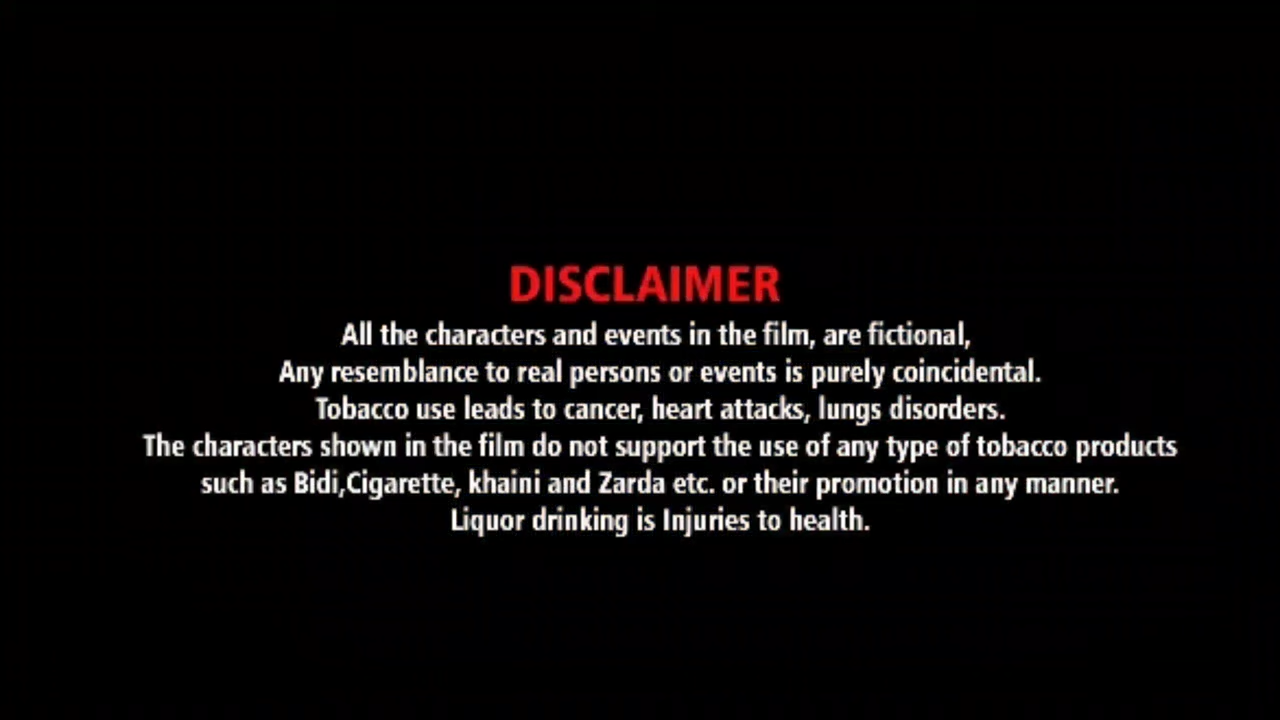 DISCLAIMER
All the characters and events in the film, are fictional,
Any resemblance to real persons or events is purely coincidental.
Tobacco use leads to cancer, heart attacks, lungs disorders.
The characters shown in the film do not support the use of any type of tobacco products
such as Bidi,Cigarette, khaini and Zarda etc. or their promotion in any manner.
Liquor drinking is Injuries to health.